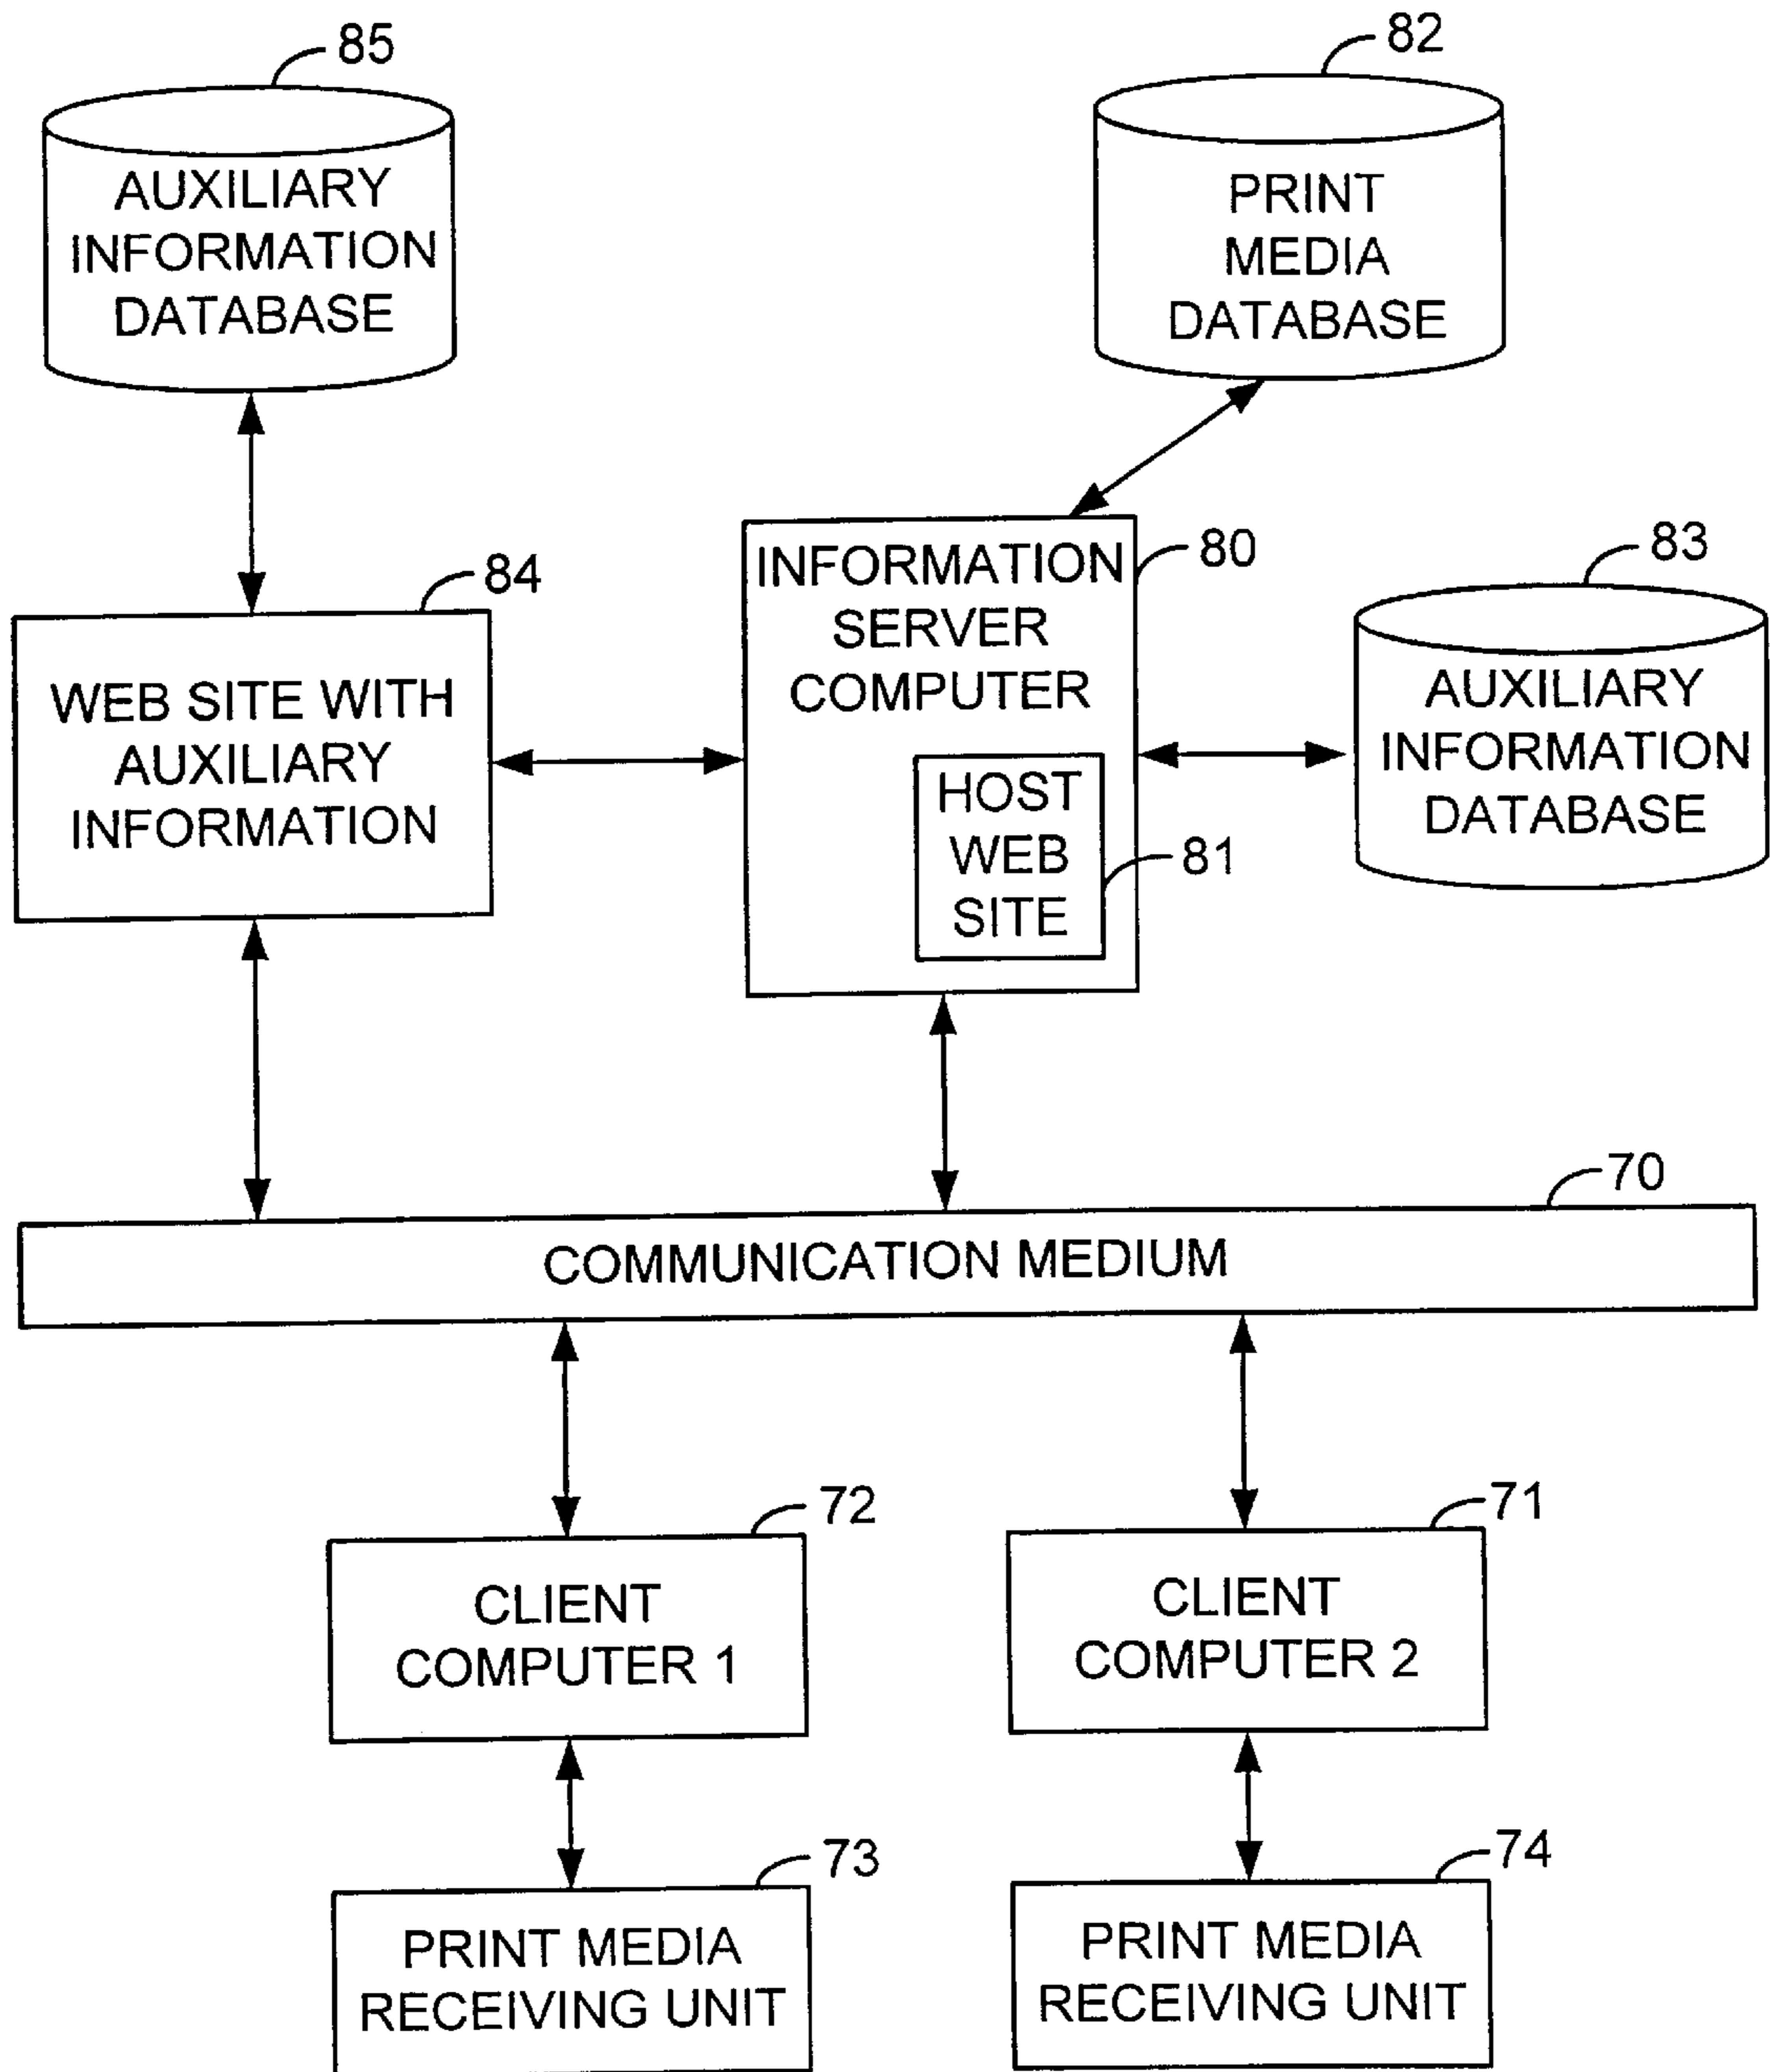 85
AUXILIARY
INFORMATION
DATABASE
82
PRINT
MEDIA
DATABASE
84
WEB SITE WITH
AUXILIARY
INFORMATION
80
INFORMATION
SERVER
COMPUTER
81
HOST
WEB
SITE
83
AUXILIARY
INFORMATION
DATABASE
70
COMMUNICATION MEDIUM
72
CLIENT
COMPUTER 1
71
CLIENT
COMPUTER 2
73
PRINT MEDIA
RECEIVING UNIT
74
PRINT MEDIA
RECEIVING UNIT